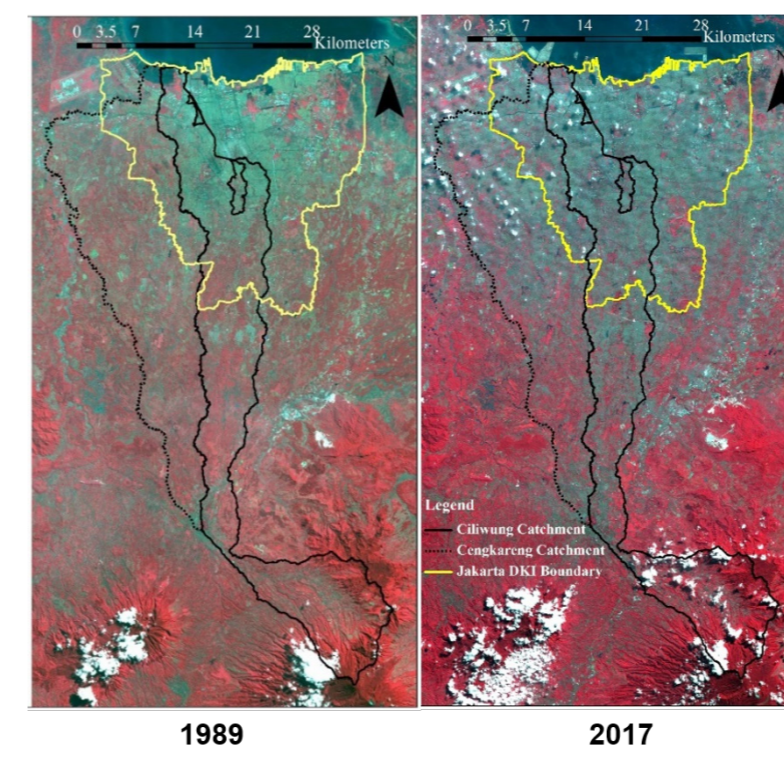 0 3.5 7 14 21 28
Kilometers
N
0 3.5 7 14 21 28
Kilometers
Legend
Ciliwung Catchment
Cengkareng Catchment
Jakarta DKI Boundary
1989
2017